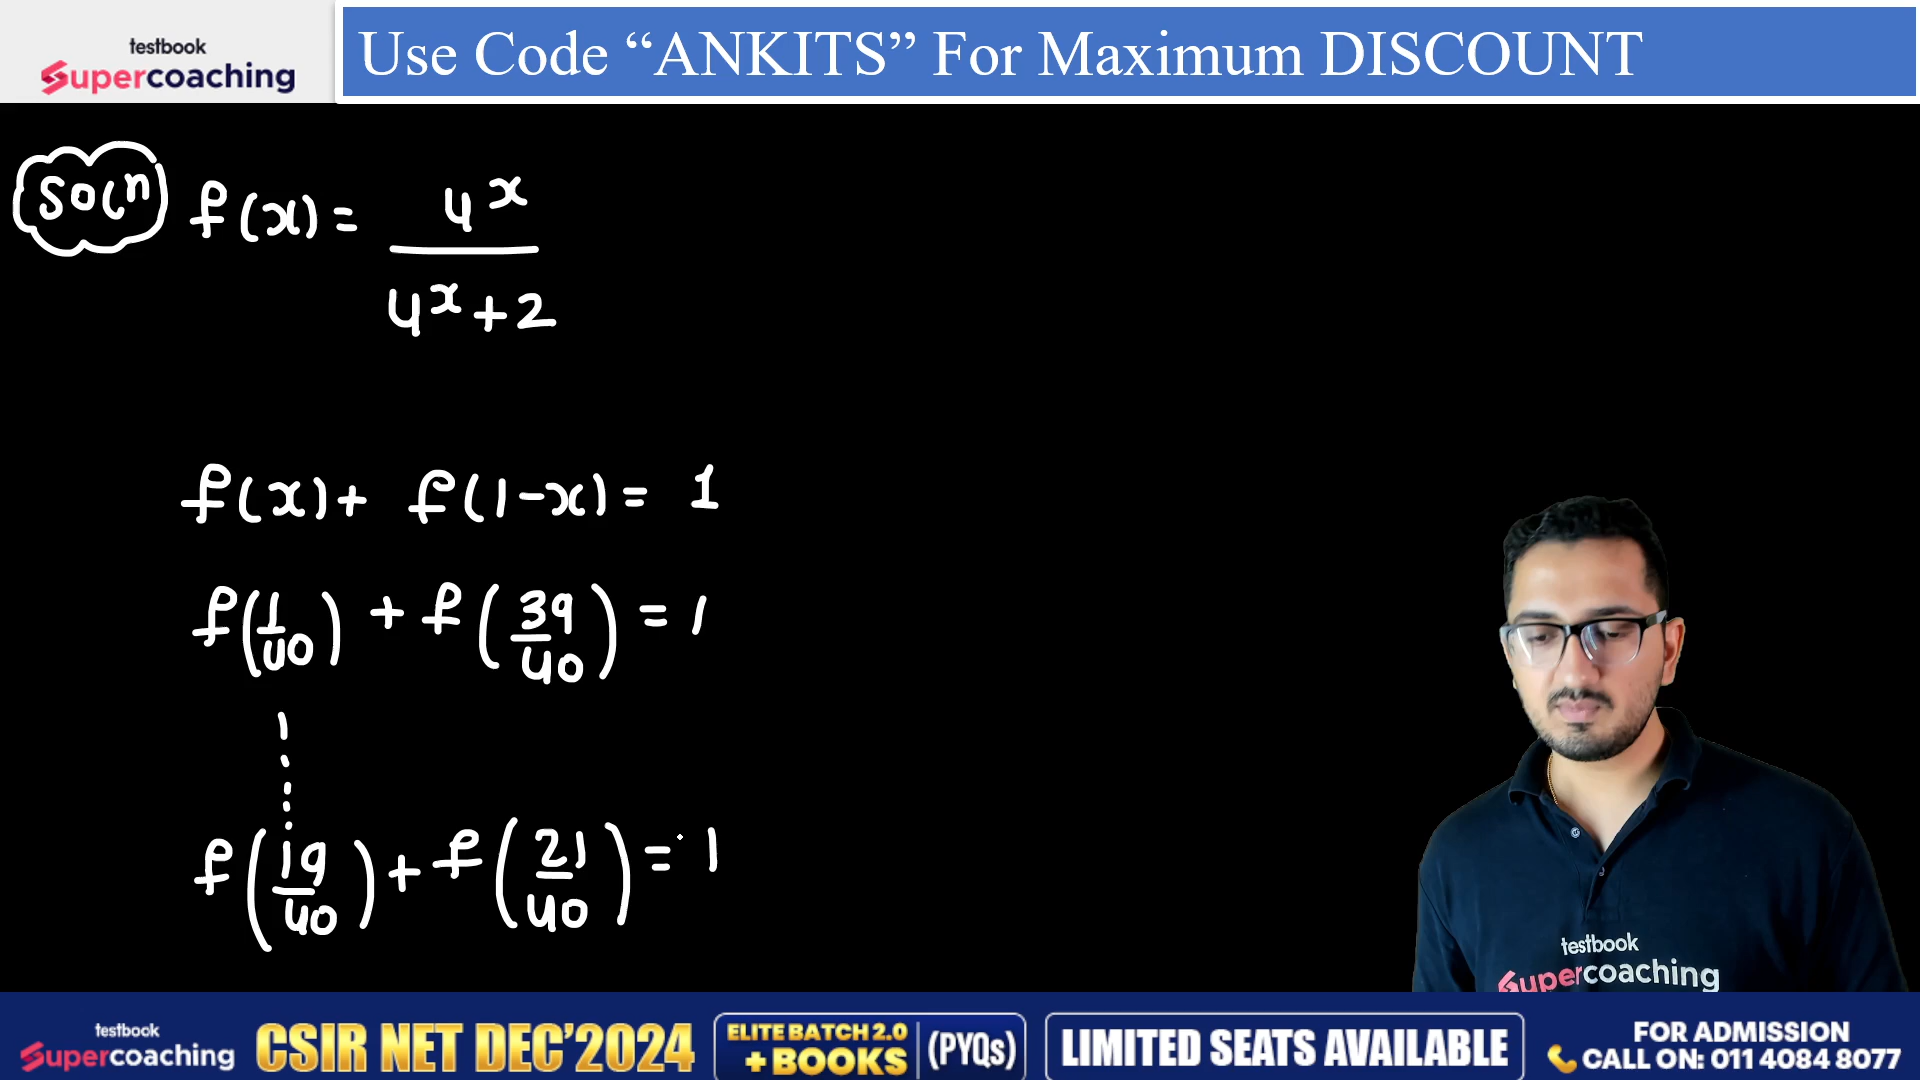 testbook
Supercoaching
Use Code “ANKITS” For Maximum DISCOUNT
Soln f(x) = 4^x / (4^x + 2)
f(x) + f(1-x) = 1
f(1/40) + f(39/40) = 1
f(19/40) + f(21/40) = 1
testbook
Supercoaching
testbook
Supercoaching
CSIR NET DEC’2024
ELITE BATCH 2.0
+ BOOKS
(PYQs)
LIMITED SEATS AVAILABLE
FOR ADMISSION
CALL ON: 011 4084 8077